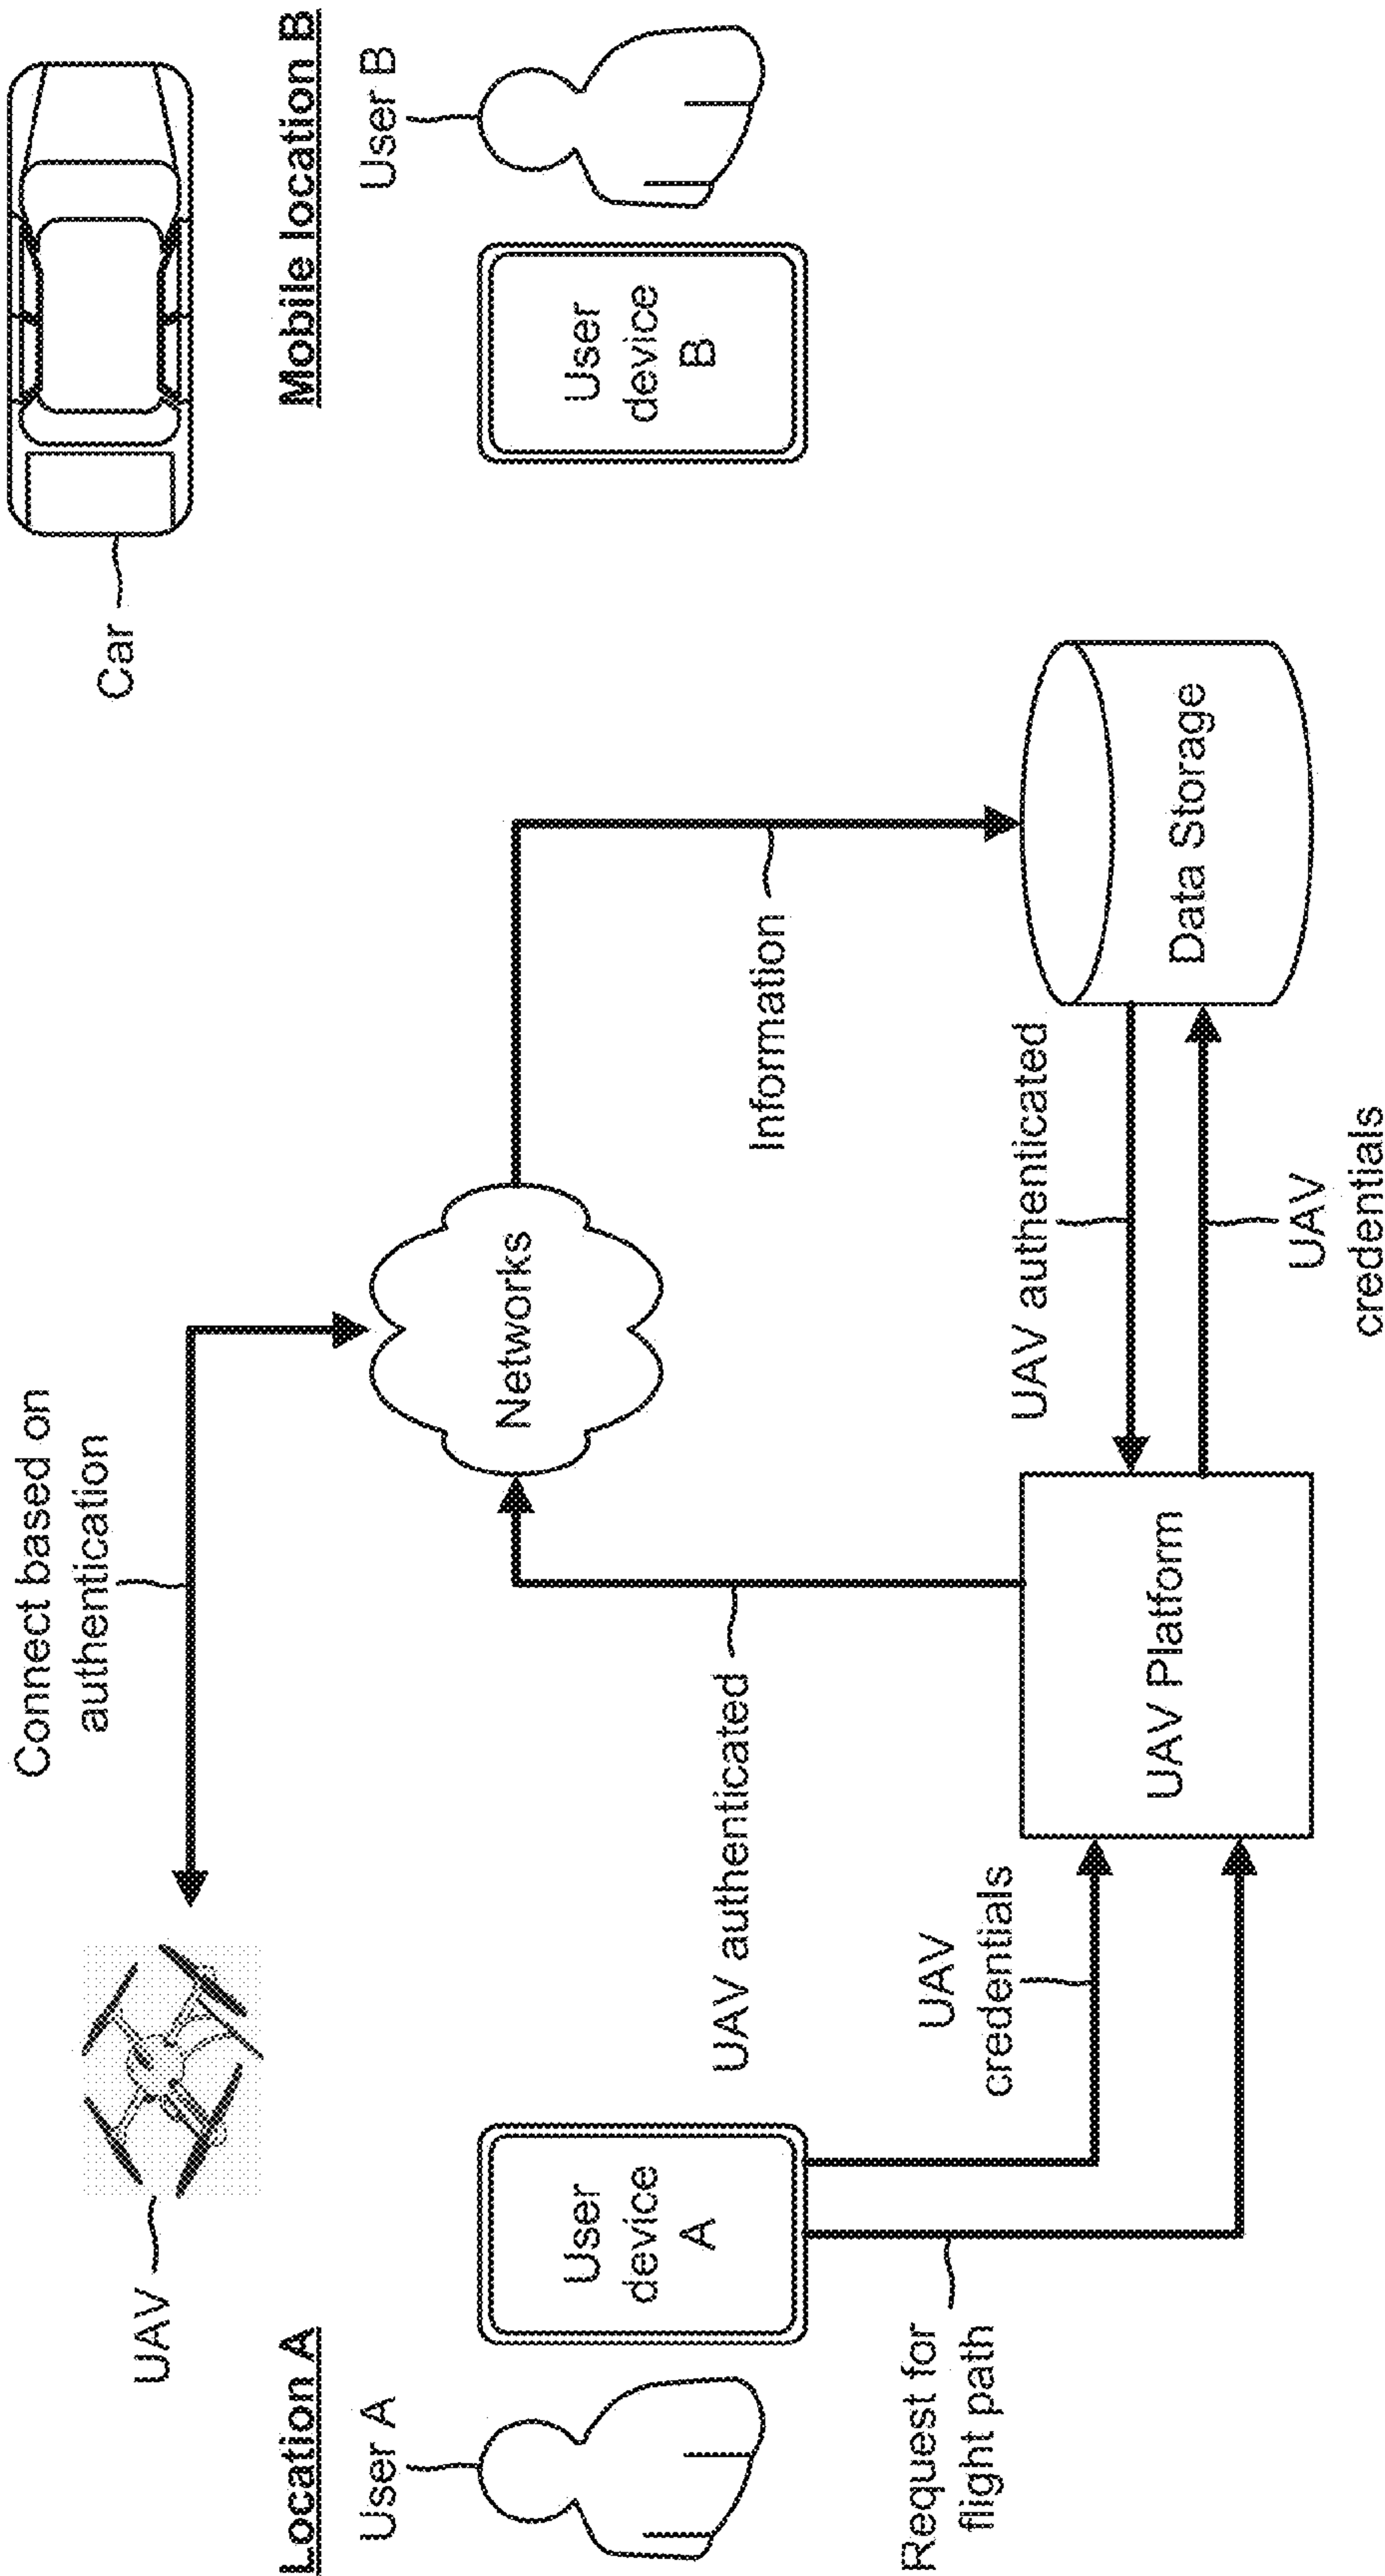 Connect based on
authentication
Car
UAV
Location A
Mobile location B
User A
User B
User
device
A
Networks
User
device
B
UAV authenticated
Information
Request for
flight path
UAV
credentials
UAV authenticated
UAV Platform
Data Storage
UAV
credentials